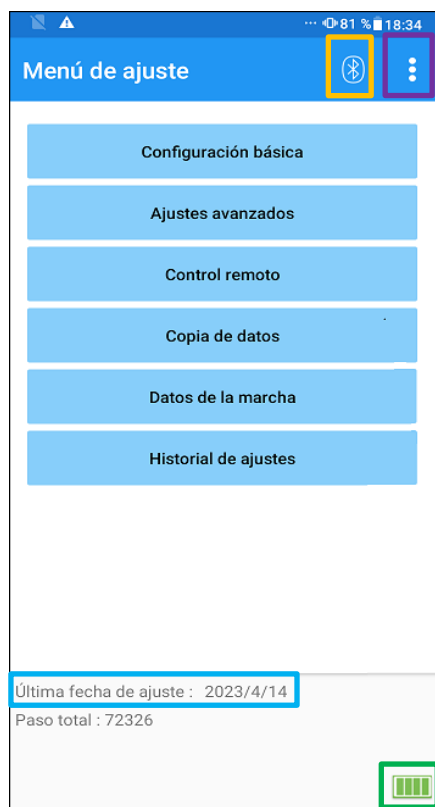 81 % 18:34
Menú de ajuste
Configuración básica
Ajustes avanzados
Control remoto
Copia de datos
Datos de la marcha
Historial de ajustes
Última fecha de ajuste : 2023/4/14
Paso total : 72326